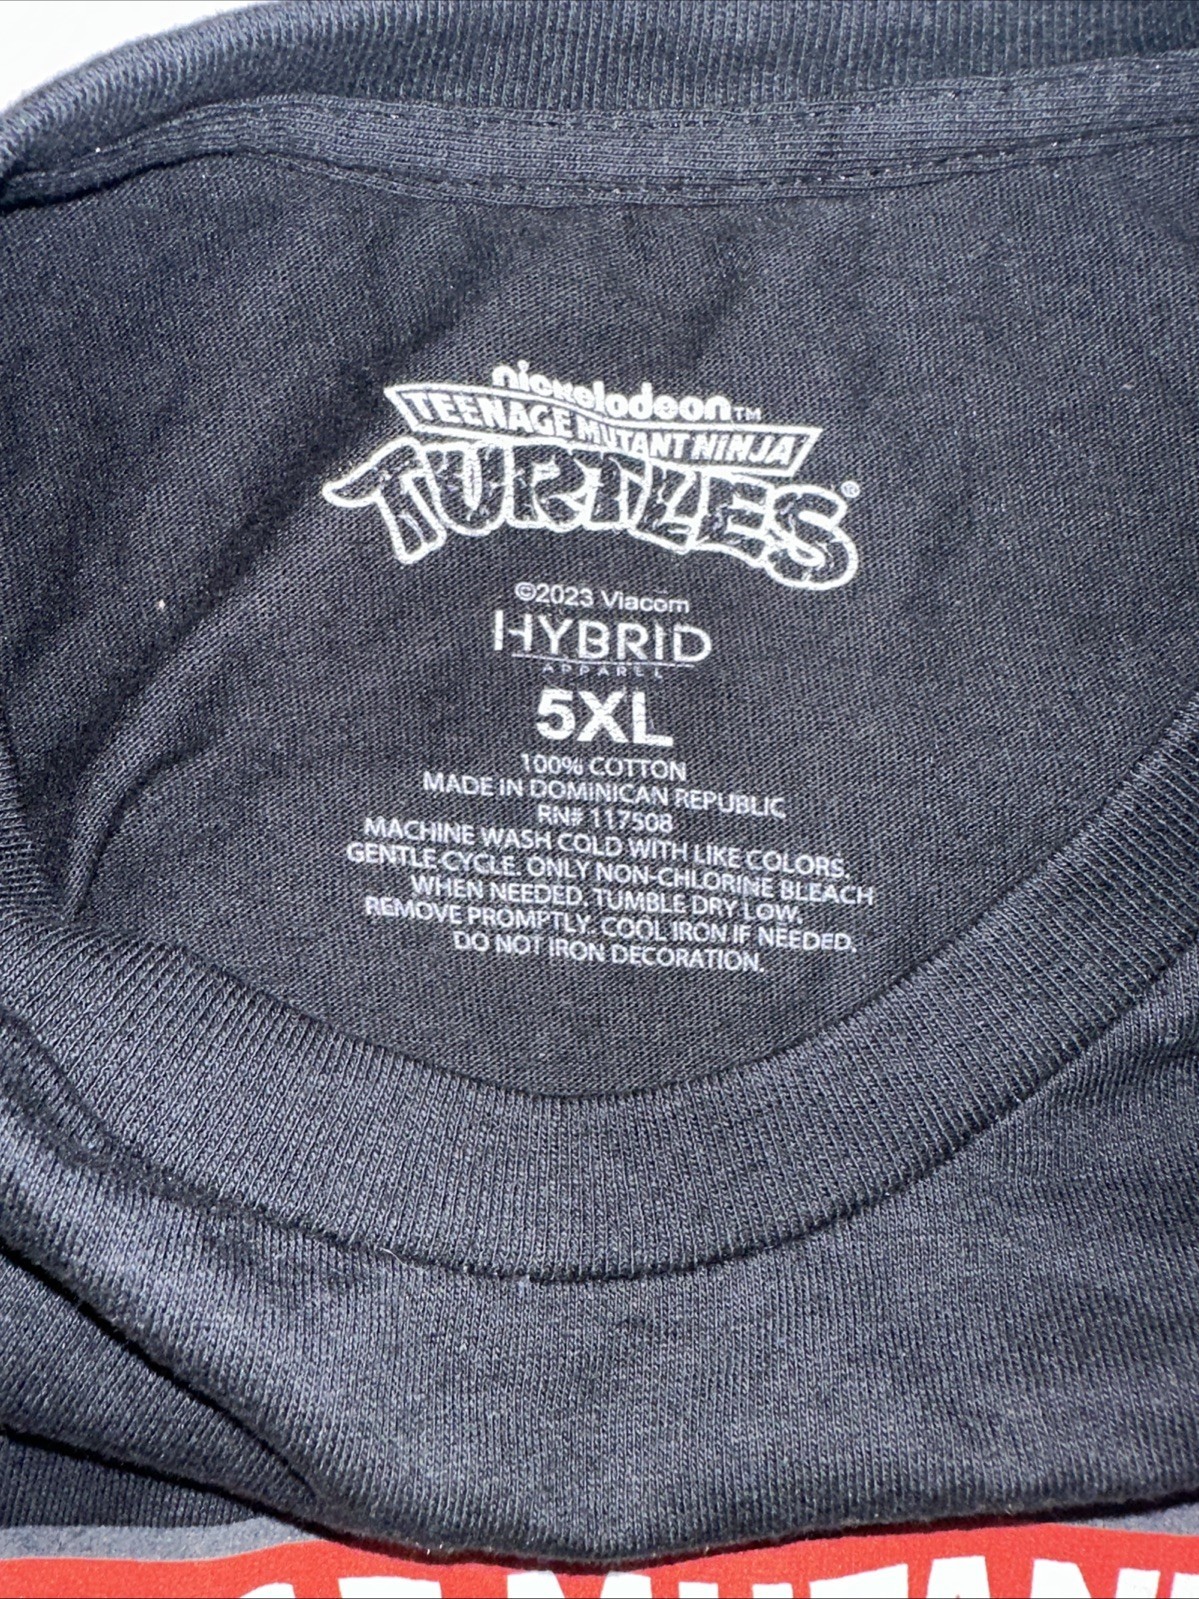 nickelodeon™
TEENAGE MUTANT NINJA
TURTLES®
©2023 Viacom
HYBRID
APPAREL
5XL
100% COTTON
MADE IN DOMINICAN REPUBLIC
RN# 117508
MACHINE WASH COLD WITH LIKE COLORS.
GENTLE CYCLE. ONLY NON-CHLORINE BLEACH
WHEN NEEDED. TUMBLE DRY LOW.
REMOVE PROMPTLY. COOL IRON IF NEEDED.
DO NOT IRON DECORATION.